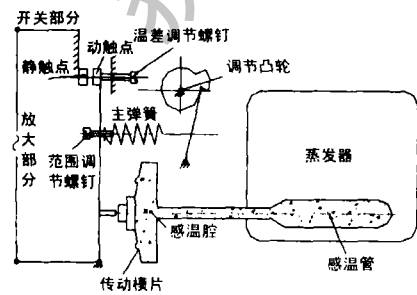 开关部分
动触点
温差调节螺钉
静触点
调节凸轮
主弹簧
放大部分
范围调
节螺钉
蒸发器
感温腔
感温管
传动膜片